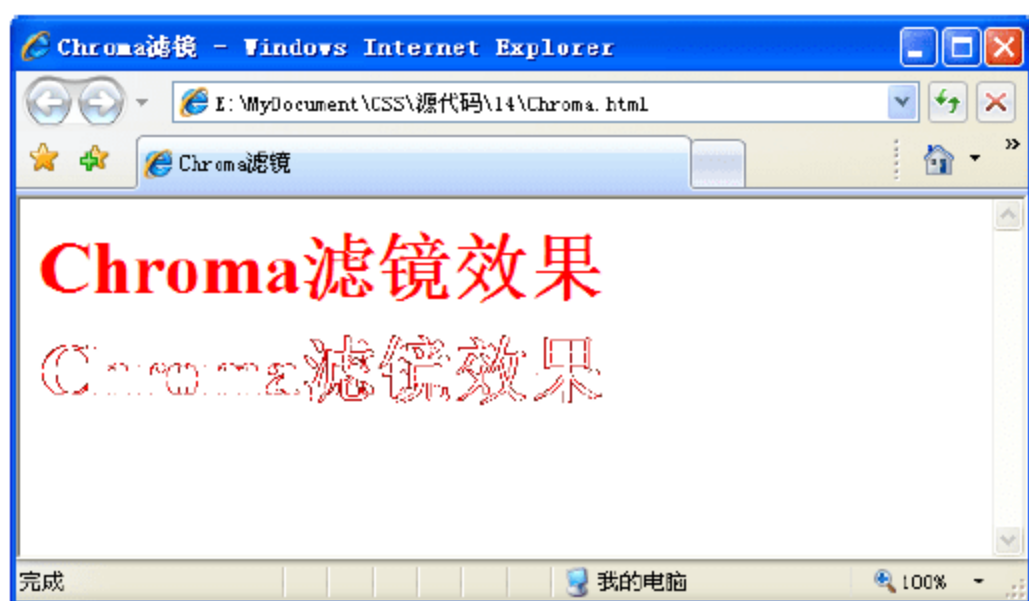 Chroma滤镜 - Windows Internet Explorer
E:\MyDocument\CSS\源代码\14\Chroma.html
Chroma滤镜
Chroma滤镜效果
Chroma滤镜效果
完成 我的电脑 100%